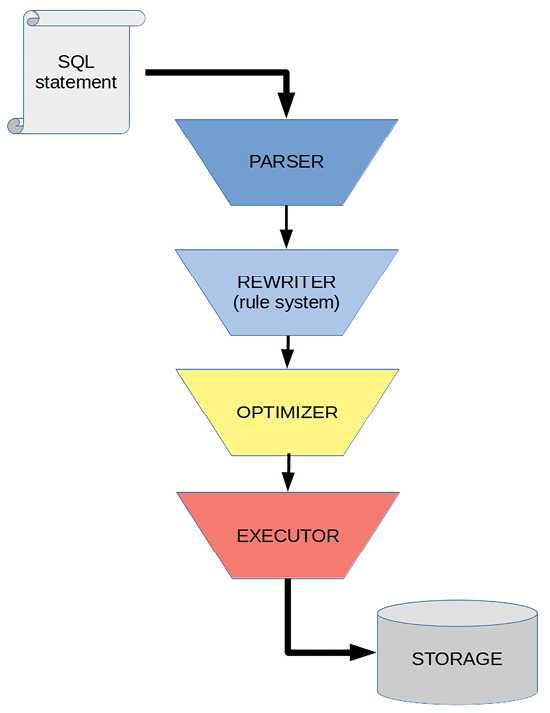 SQL
statement
PARSER
REWRITER
(rule system)
OPTIMIZER
EXECUTOR
STORAGE